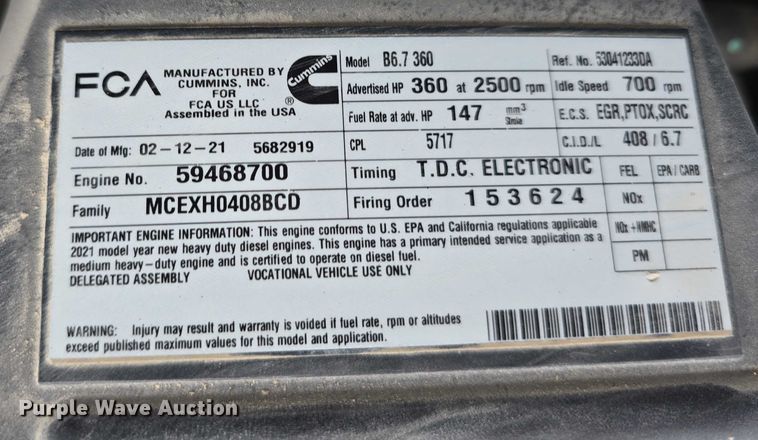 FCA
MANUFACTURED BY
CUMMINS, INC.
FOR
FCA US LLC
Assembled in the USA
Cummins
®
Model B6.7 360
Ref. No. 53041233DA
Advertised HP 360 at 2500 rpm
Idle Speed 700 rpm
Fuel Rate at adv. HP 147 mm3
E.C.S. EGR,PTOX,SCRC
Date of Mfg: 02-12-21 5682919
CPL 5717
C.I.D./L 408 / 6.7
Engine No. 59468700
Timing T.D.C. ELECTRONIC
FEL EPA / CARB
Family MCEXH0408BCD
Firing Order 1 5 3 6 2 4
NOx
NOx +NMHC
PM
IMPORTANT ENGINE INFORMATION: This engine conforms to U.S. EPA and California regulations applicable
2021 model year new heavy duty diesel engines. This engine has a primary intended service application as a
medium heavy-duty engine and is certified to operate on diesel fuel.
DELEGATED ASSEMBLY VOCATIONAL VEHICLE USE ONLY
WARNING: Injury may result and warranty is voided if fuel rate, rpm or altitudes
exceed published maximum values for this model and application.
Purple Wave Auction